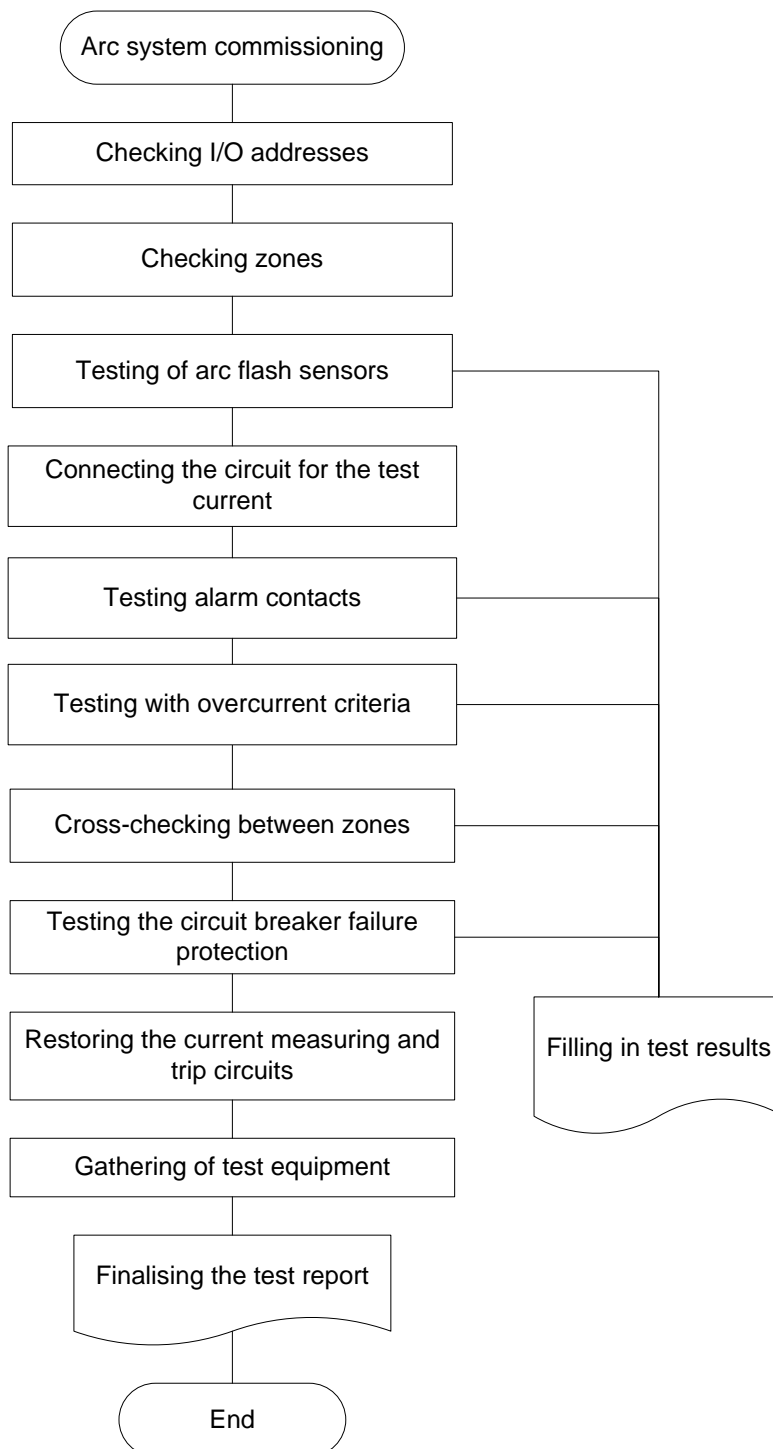 Arc system commissioning
Checking I/O addresses
Checking zones
Testing of arc flash sensors
Connecting the circuit for the test
current
Testing alarm contacts
Testing with overcurrent criteria
Cross-checking between zones
Testing the circuit breaker failure
protection
Restoring the current measuring and
trip circuits
Filling in test results
Gathering of test equipment
Finalising the test report
End